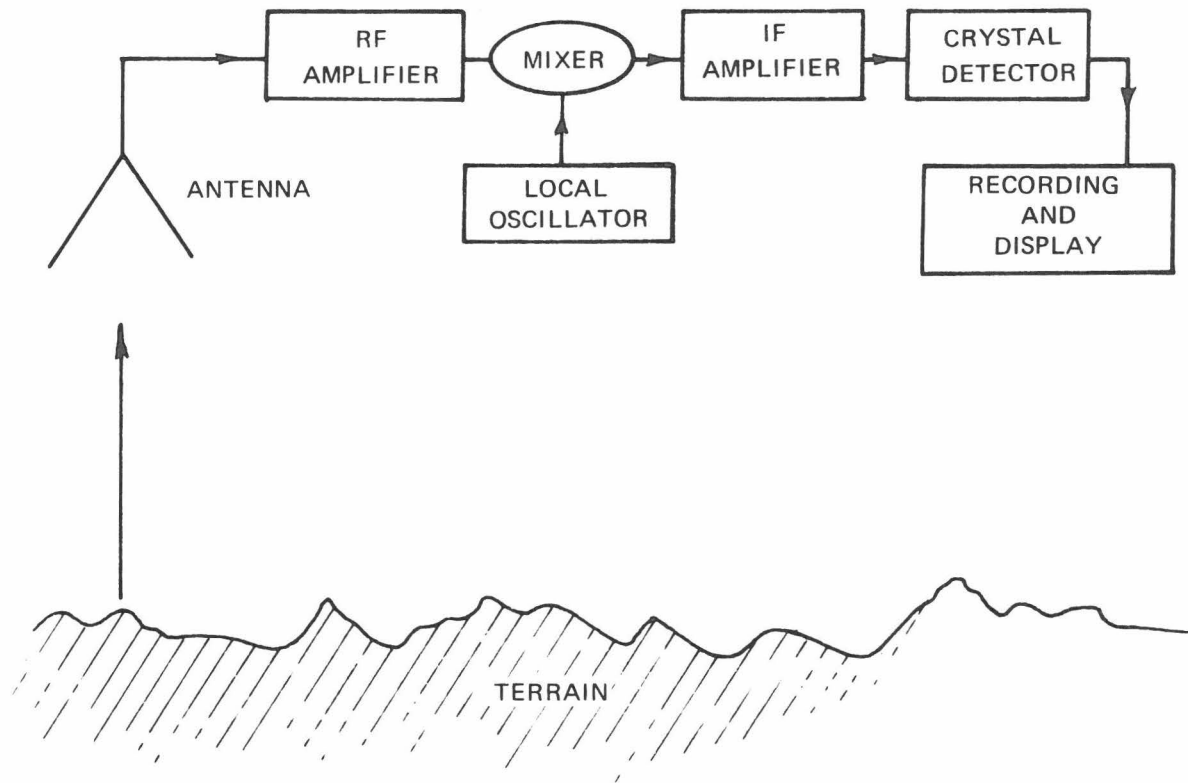 RF
AMPLIFIER
MIXER
IF
AMPLIFIER
CRYSTAL
DETECTOR
ANTENNA
LOCAL
OSCILLATOR
RECORDING
AND
DISPLAY
TERRAIN